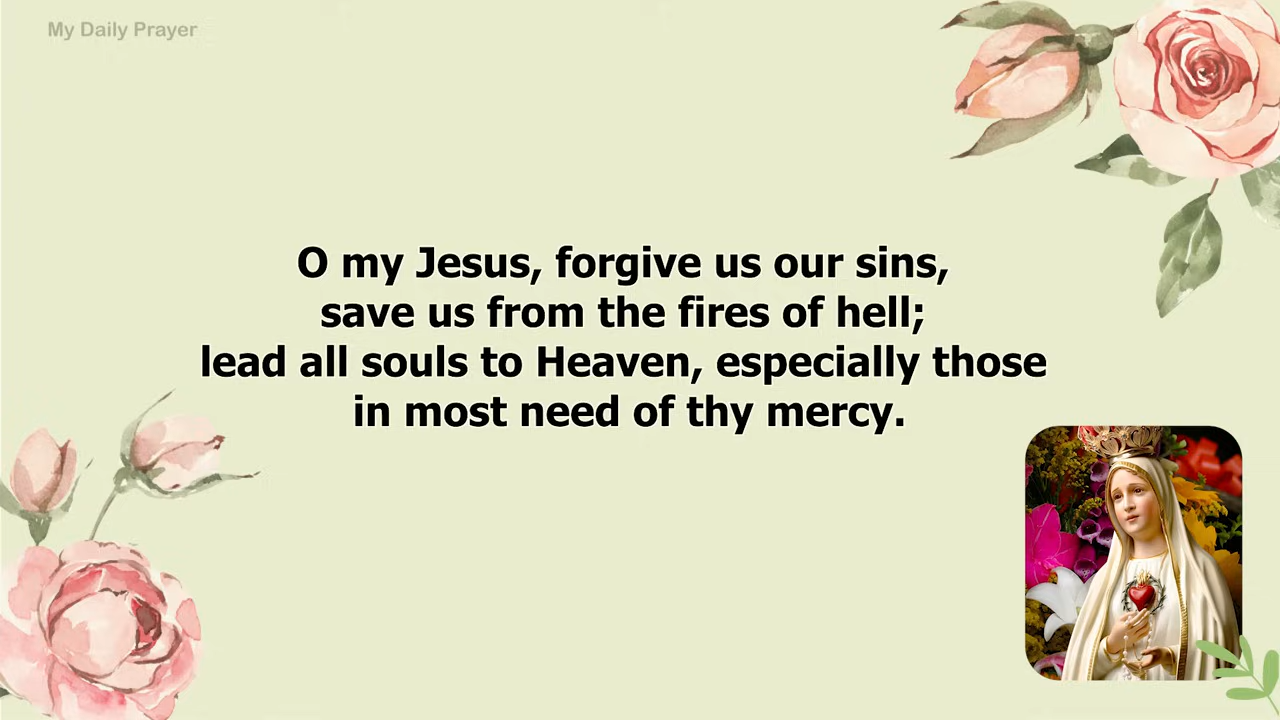 My Daily Prayer
O my Jesus, forgive us our sins,
save us from the fires of hell;
lead all souls to Heaven, especially those
in most need of thy mercy.